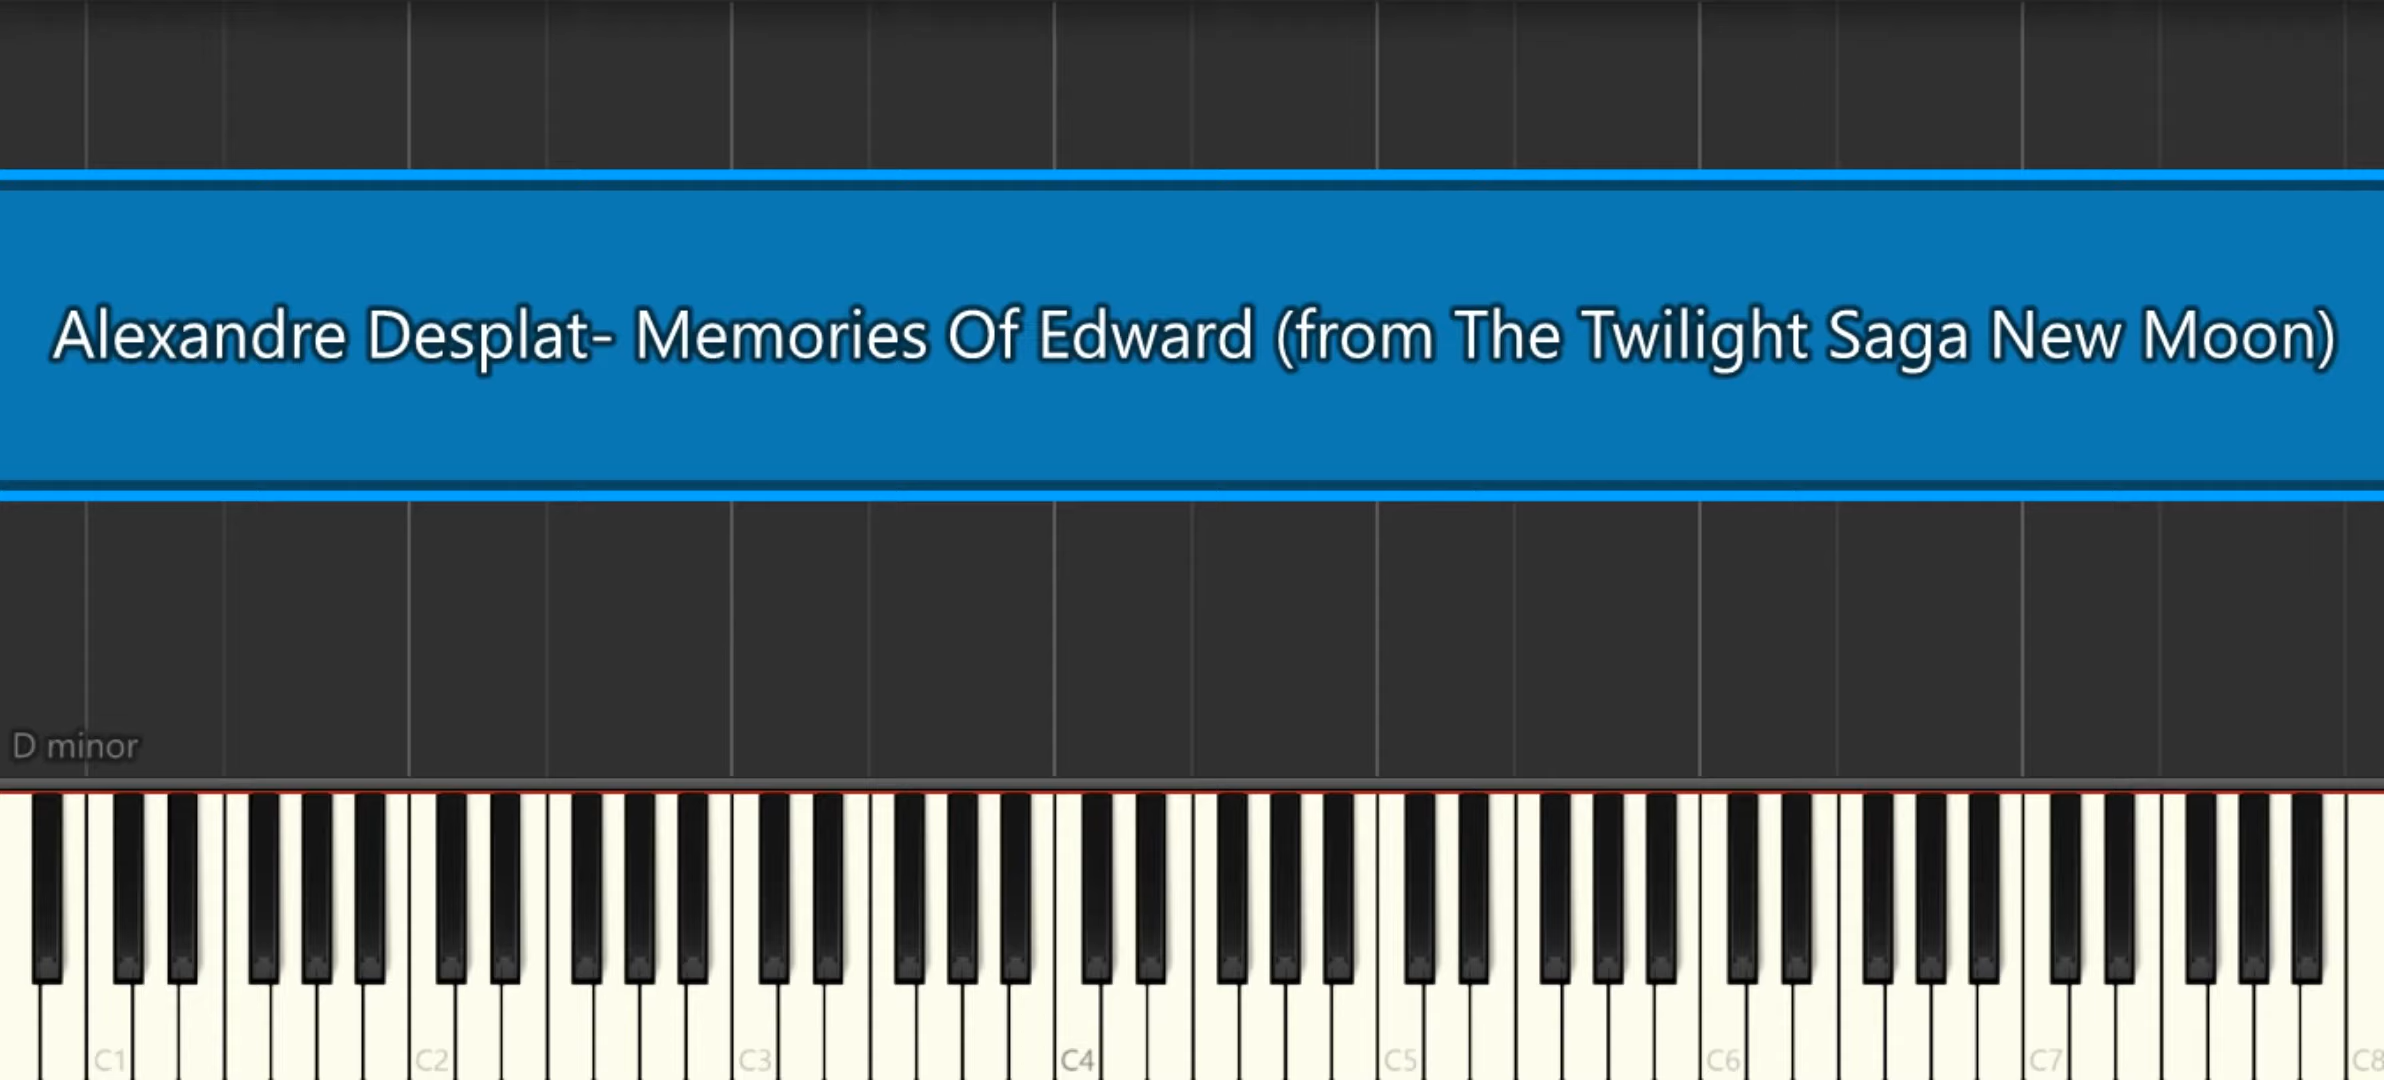 Alexandre Desplat- Memories Of Edward (from The Twilight Saga New Moon)
D minor
C1 C2 C3 C4 C5 C6 C7 C8